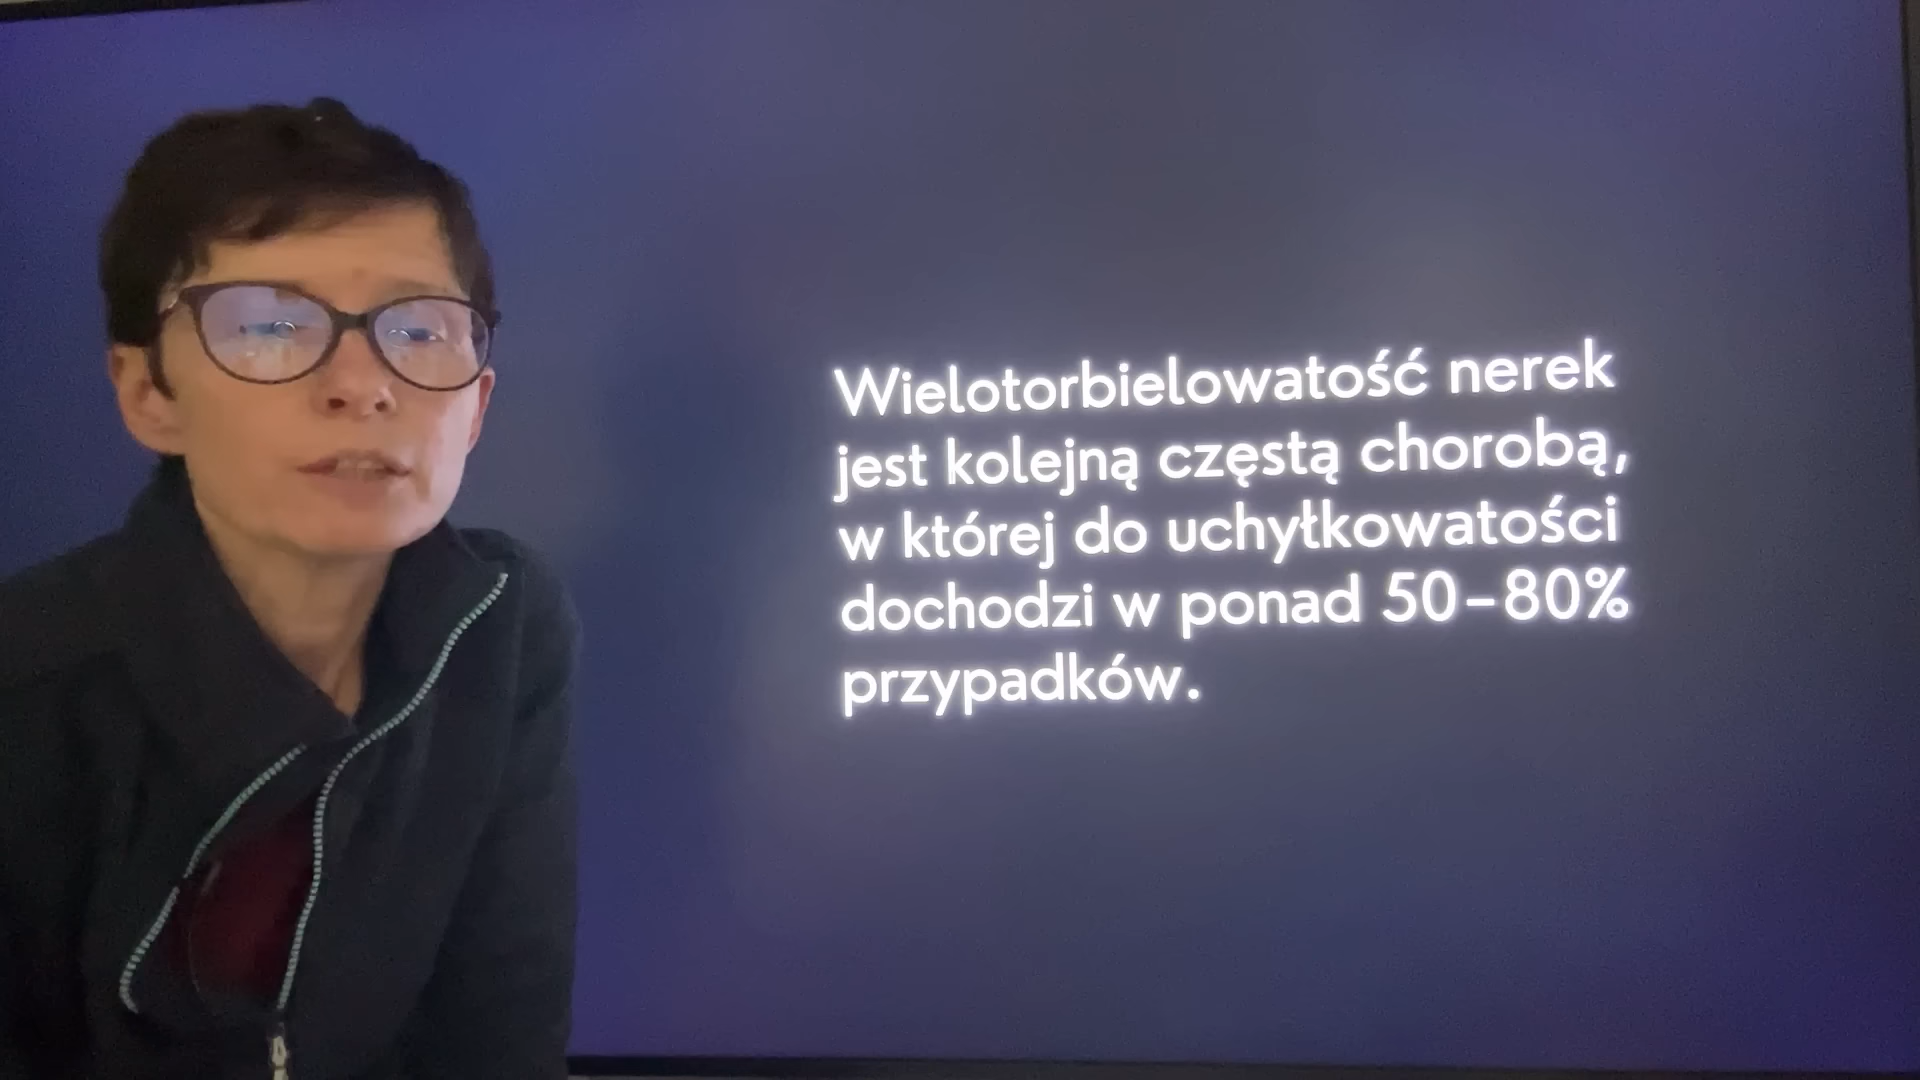 Wielotorbielowatość nerek
jest kolejną częstą chorobą,
w której do uchyłkowatości
dochodzi w ponad 50–80%
przypadków.